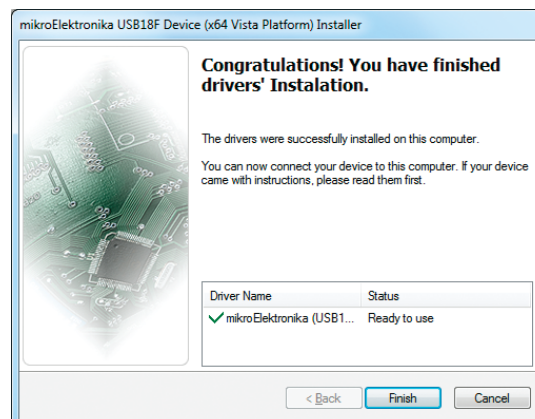 mikroElektronika USB18F Device (x64 Vista Platform) Installer
Congratulations! You have finished
drivers' Instalation.
The drivers were successfully installed on this computer.
You can now connect your device to this computer. If your device
came with instructions, please read them first.
Driver Name Status
mikroElektronika (USB1... Ready to use
< Back Finish Cancel